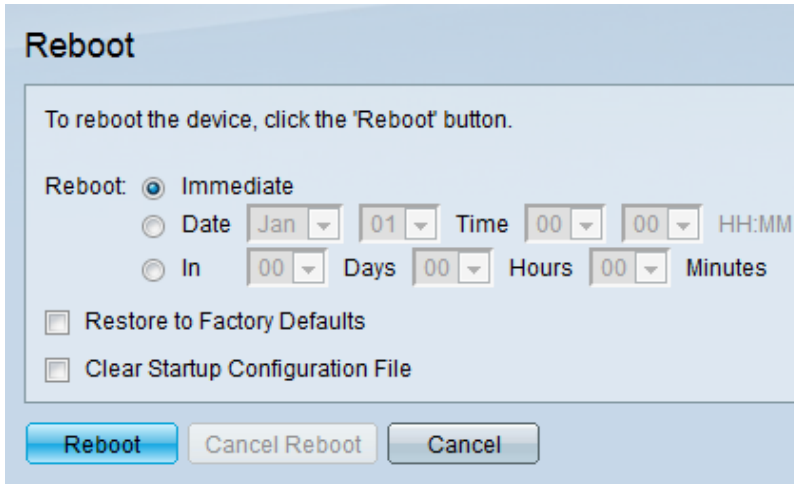 Reboot
To reboot the device, click the 'Reboot' button.
Reboot: Immediate
Date Jan 01 Time 00 00 HH:MM
In 00 Days 00 Hours 00 Minutes
Restore to Factory Defaults
Clear Startup Configuration File
Reboot Cancel Reboot Cancel